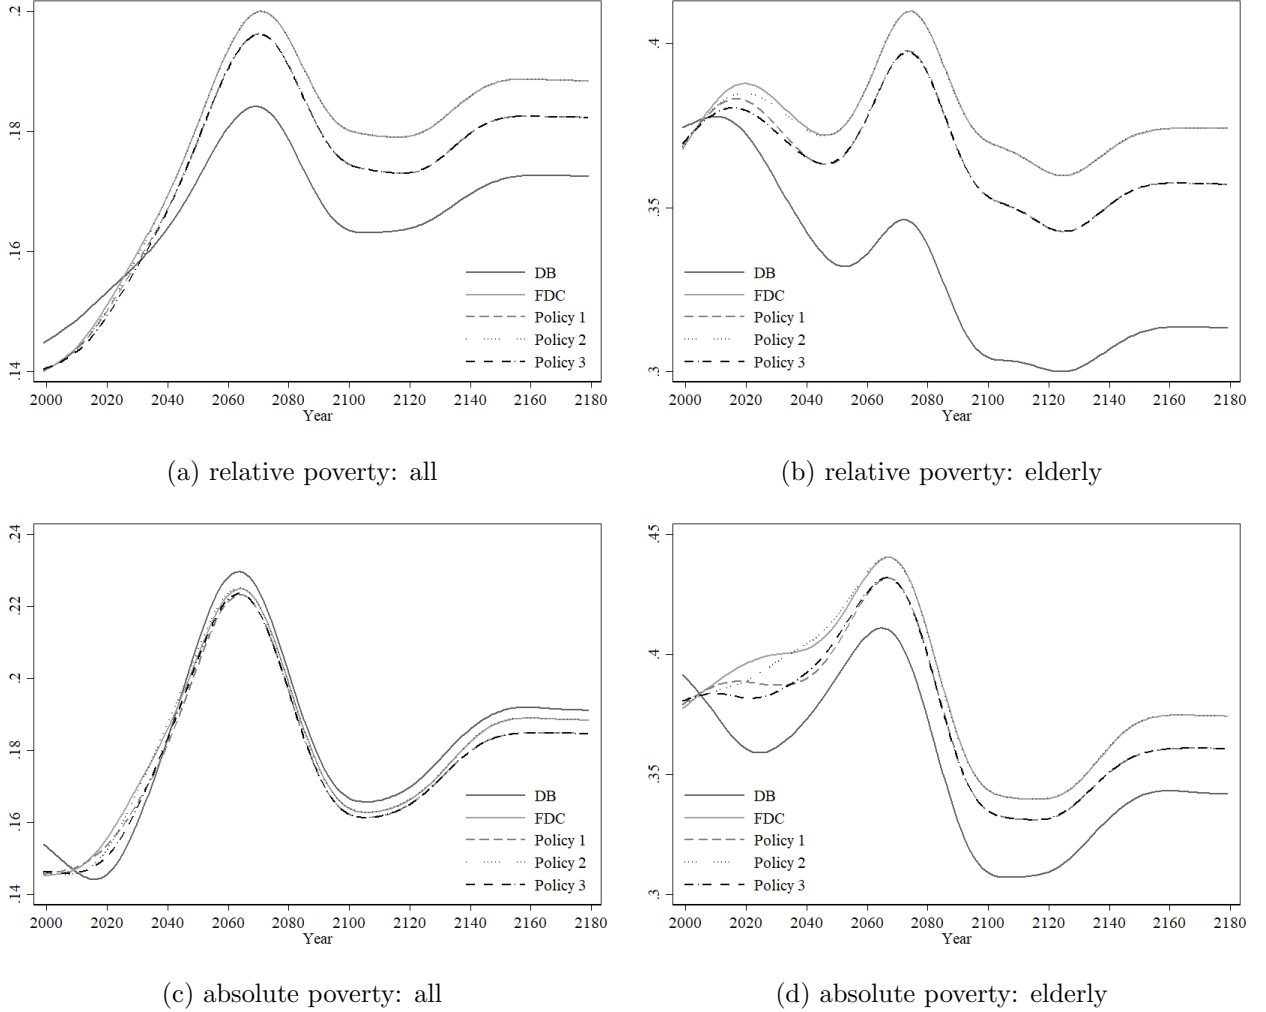 .2
.18
.16
.14
DB
FDC
Policy 1
Policy 2
Policy 3
2000 2020 2040 2060 2080 2100 2120 2140 2160 2180
Year
(a) relative poverty: all
.4
.35
.3
DB
FDC
Policy 1
Policy 2
Policy 3
2000 2020 2040 2060 2080 2100 2120 2140 2160 2180
Year
(b) relative poverty: elderly
.24
.22
.2
.18
.16
.14
DB
FDC
Policy 1
Policy 2
Policy 3
2000 2020 2040 2060 2080 2100 2120 2140 2160 2180
Year
(c) absolute poverty: all
.45
.4
.35
.3
DB
FDC
Policy 1
Policy 2
Policy 3
2000 2020 2040 2060 2080 2100 2120 2140 2160 2180
Year
(d) absolute poverty: elderly